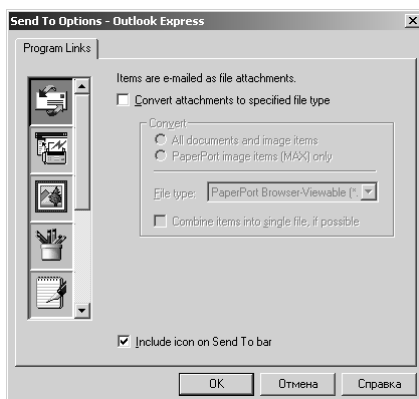 Send To Options - Outlook Express
Program Links
Items are e-mailed as file attachments.
Convert attachments to specified file type
Convert
All documents and image items
PaperPort image items (MAX) only
File type: PaperPort Browser-Viewable (*.
Combine items into single file, if possible
Include icon on Send To bar
OK Отмена Справка